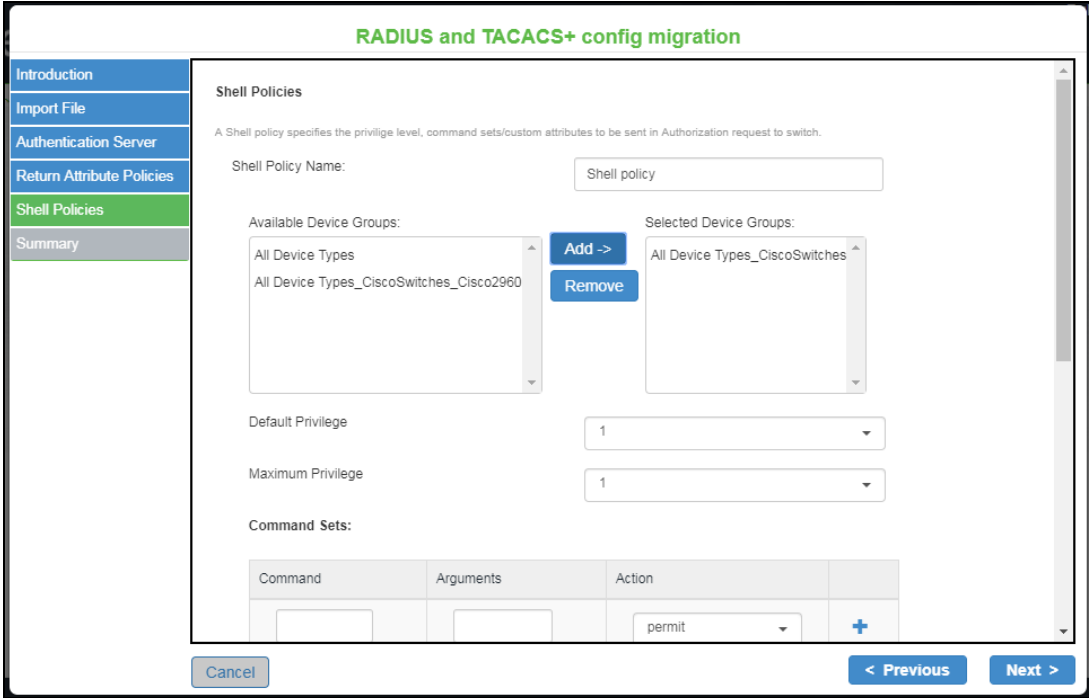 RADIUS and TACACS+ config migration
Introduction
Import File
Authentication Server
Return Attribute Policies
Shell Policies
Summary
Shell Policies
A Shell policy specifies the privilige level, command sets/custom attributes to be sent in Authorization request to switch.
Shell Policy Name:
Shell policy
Available Device Groups:
All Device Types
All Device Types_CiscoSwitches_Cisco2960
Add ->
Remove
Selected Device Groups:
All Device Types_CiscoSwitches
Default Privilege
1
Maximum Privilege
1
Command Sets:
Command Arguments Action
permit
Cancel
< Previous
Next >